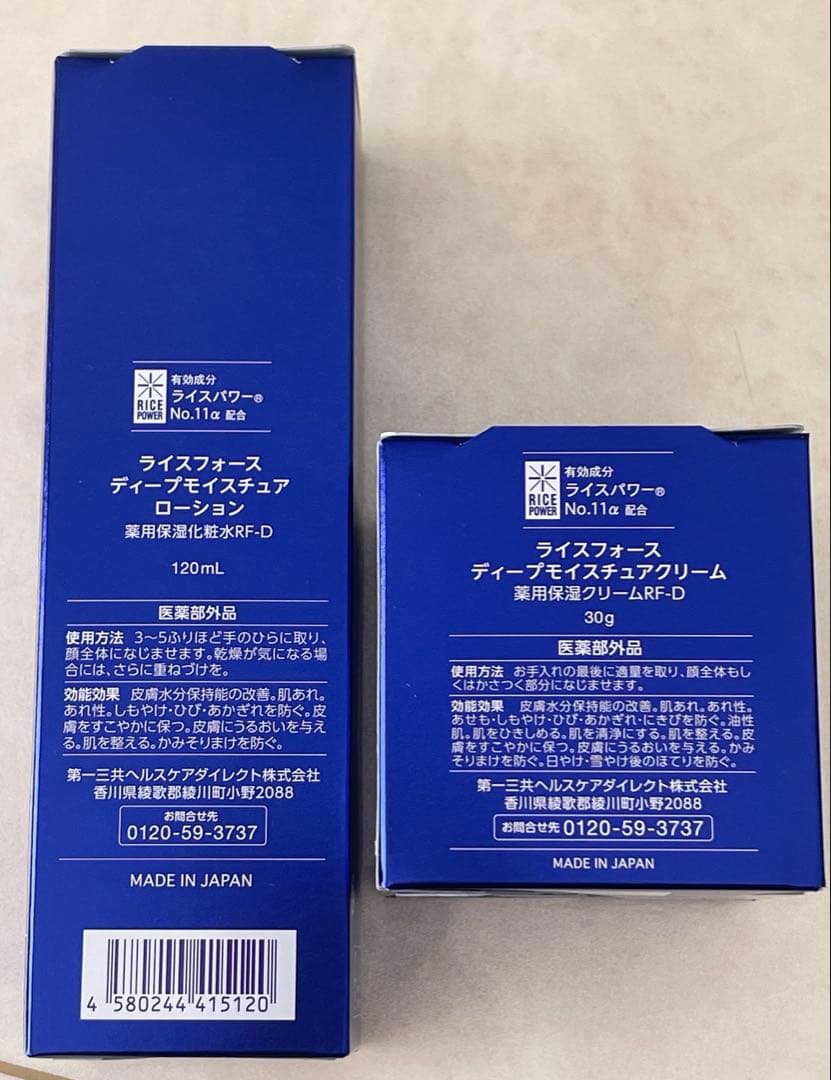 RICE
POWER
有効成分
ライスパワー®
No.11α 配合
ライスフォース
ディープモイスチュア
ローション
薬用保湿化粧水RF-D
120mL
医薬部外品
使用方法 3〜5ふりほど手のひらに取り、
顔全体になじませます。乾燥が気になる場
合には、さらに重ねづけを。
効能効果 皮膚水分保持能の改善。肌あれ。
あれ性。しもやけ・ひび・あかぎれを防ぐ。皮
膚をすこやかに保つ。皮膚にうるおいを与え
る。肌を整える。かみそりまけを防ぐ。
第一三共ヘルスケアダイレクト株式会社
香川県綾歌郡綾川町小野2088
お問合せ先
0120-59-3737
MADE IN JAPAN
4 580244 415120
RICE
POWER
有効成分
ライスパワー®
No.11α 配合
ライスフォース
ディープモイスチュアクリーム
薬用保湿クリームRF-D
30g
医薬部外品
使用方法 お手入れの最後に適量を取り、顔全体もし
くはかさつく部分になじませます。
効能効果 皮膚水分保持能の改善。肌あれ。あれ性。
あせも・しもやけ・ひび・あかぎれ・にきびを防ぐ。油性
肌。肌をひきしめる。肌を清浄にする。肌を整える。皮
膚をすこやかに保つ。皮膚にうるおいを与える。かみ
そりまけを防ぐ。日やけ・雪やけ後のほてりを防ぐ。
第一三共ヘルスケアダイレクト株式会社
香川県綾歌郡綾川町小野2088
お問合せ先 0120-59-3737
MADE IN JAPAN